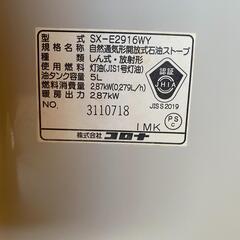 型式 SX-E2916WY
名称 自然通気形開放式石油ストーブ
種類 しん式・放射形
使用燃料 灯油(JIS1号灯油)
油タンク容量 5L
燃料消費量 2.87kW(0.279L/h)
暖房出力 2.87kW
NO. 3110718
株式会社コロナ
認証
JHIA
JIS S 2019
PS
C
IMK